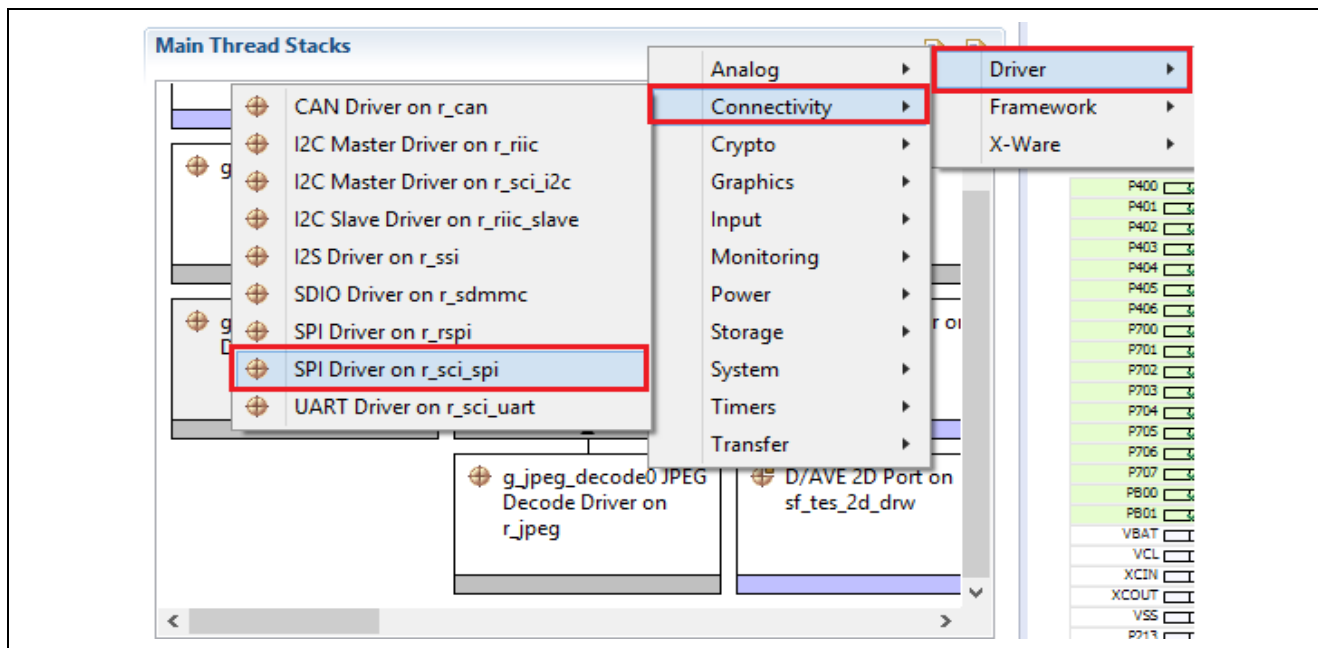 Main Thread Stacks
Driver
Framework
X-Ware
Analog
Connectivity
Crypto
Graphics
Input
Monitoring
Power
Storage
System
Timers
Transfer
CAN Driver on r_can
I2C Master Driver on r_riic
I2C Master Driver on r_sci_i2c
I2C Slave Driver on r_riic_slave
I2S Driver on r_ssi
SDIO Driver on r_sdmmc
SPI Driver on r_rspi
SPI Driver on r_sci_spi
UART Driver on r_sci_uart
g_jpeg_decode0 JPEG
Decode Driver on
r_jpeg
D/AVE 2D Port on
sf_tes_2d_drw
P400
P401
P402
P403
P404
P405
P406
P700
P701
P702
P703
P704
P705
P706
P707
PB00
PB01
VBAT
VCL
XCIN
XCOUT
VSS
P213